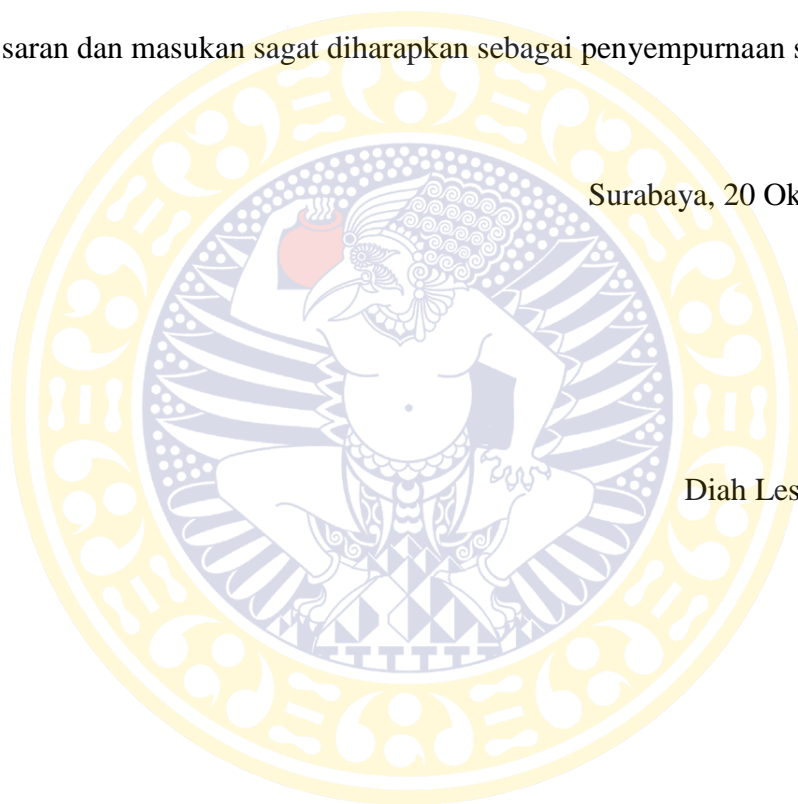 saran dan masukan sagat diharapkan sebagai penyempurnaan s
Surabaya, 20 Ok
Diah Les